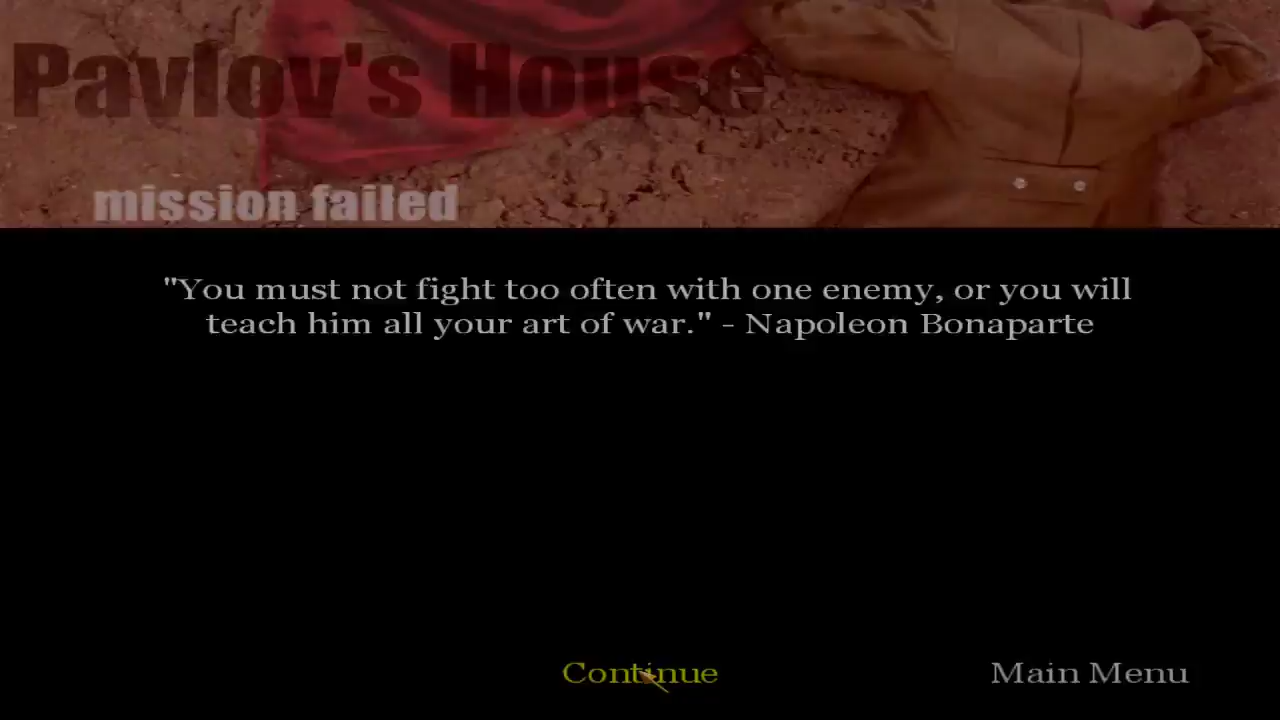 Pavlov's House
mission failed
"You must not fight too often with one enemy, or you will
teach him all your art of war." - Napoleon Bonaparte
Continue
Main Menu